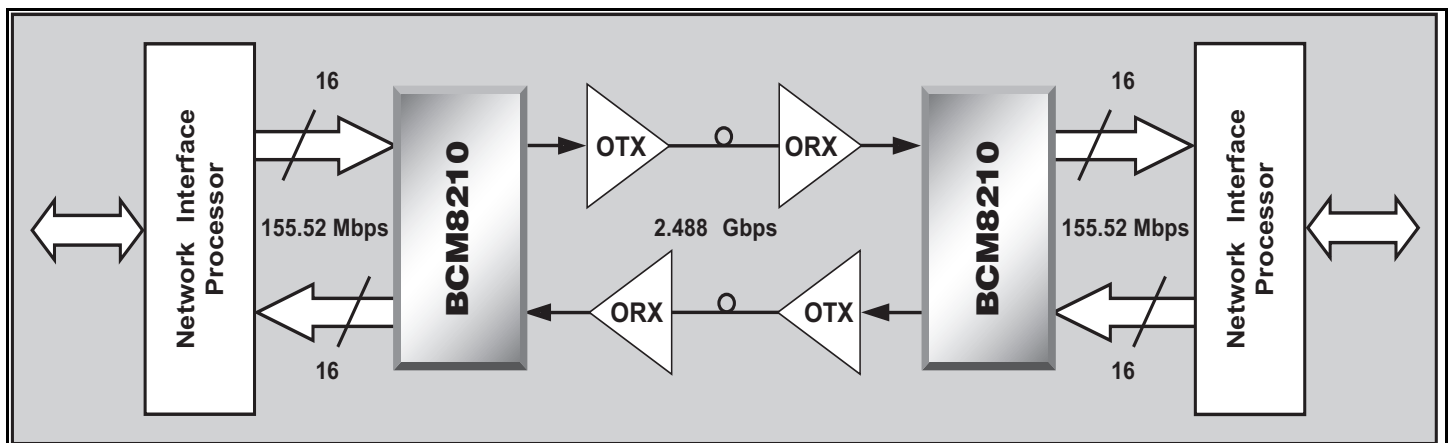 Network Interface
Processor
16
155.52 Mbps
16
BCM8210
OTX
ORX
2.488 Gbps
ORX
OTX
BCM8210
16
155.52 Mbps
16
Network Interface
Processor